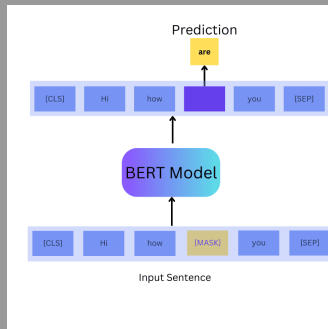 Prediction
are
[CLS] Hi how you [SEP]
BERT Model
[CLS] Hi how [MASK] you [SEP]
Input Sentence